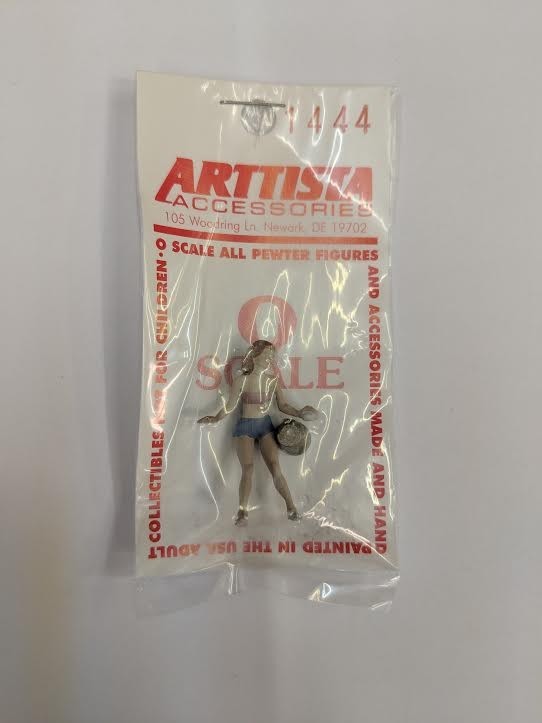 1444
ARTTISTA
ACCESSORIES
105 Woodring Ln. Newark, DE 19702
O SCALE ALL PEWTER FIGURES
AND ACCESSORIES MADE AND HAND
PAINTED IN THE USA ADULT
COLLECTIBLES NOT FOR CHILDREN •
O
SCALE